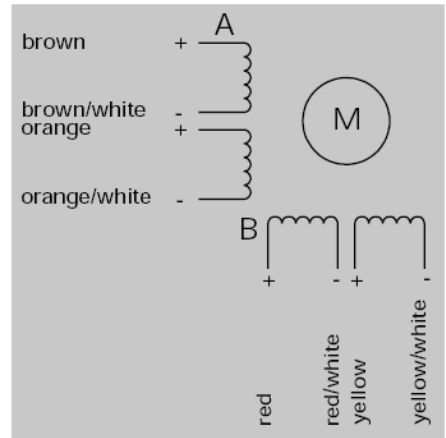 A
brown +
brown/white -
orange +
orange/white -
M
B
+ - + -
red
red/white
yellow
yellow/white